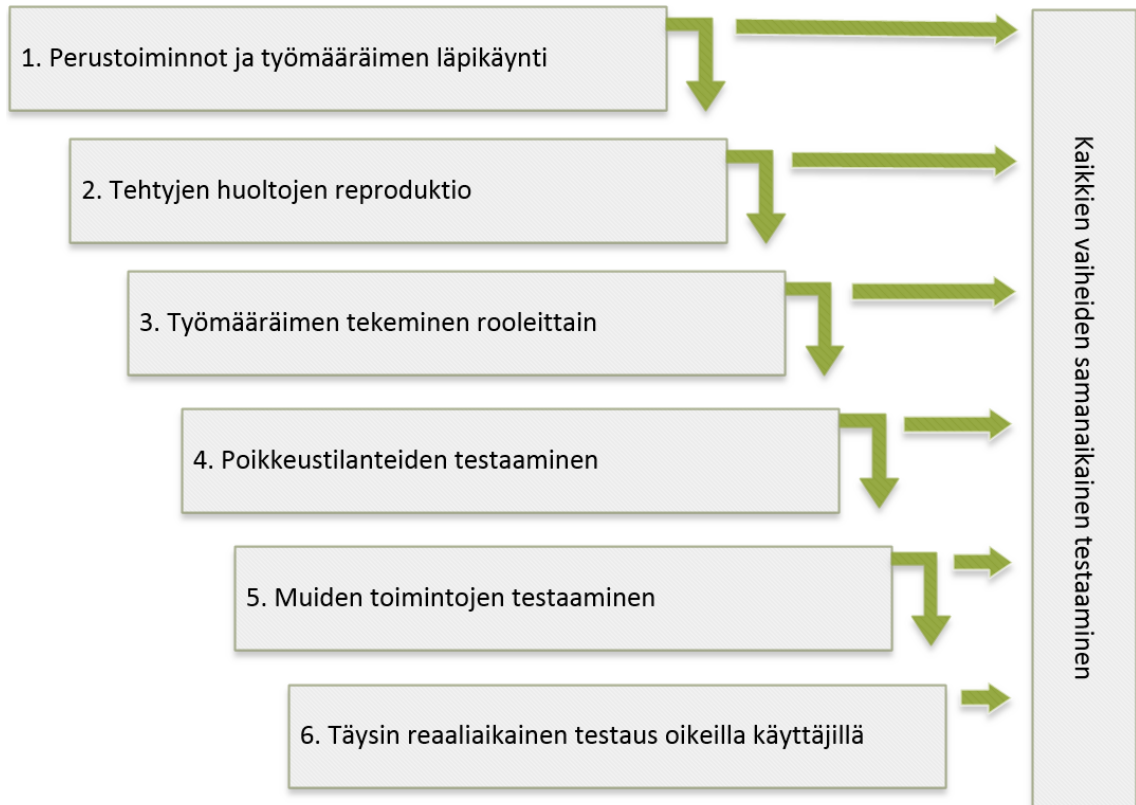 1. Perustoiminnot ja työmääräimen läpikäynti
2. Tehtyjen huoltojen reproduktio
3. Työmääräimen tekeminen rooleittain
4. Poikkeustilanteiden testaaminen
5. Muiden toimintojen testaaminen
6. Täysin reaaliaikainen testaus oikeilla käyttäjillä
Kaikkien vaiheiden samanaikainen testaaminen